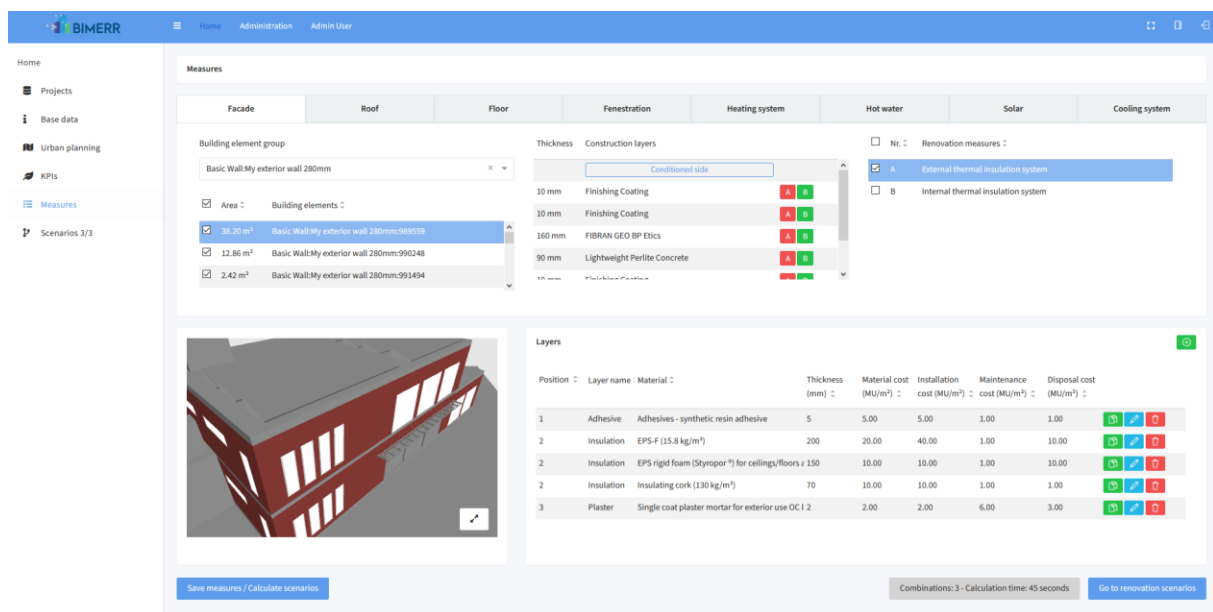 BIMERR Home Administration Admin User
Home
Measures
Projects
Base data
Urban planning
KPIs
Measures
Scenarios 3/3
Facade Roof Floor Fenestration Heating system Hot water Solar Cooling system
Building element group
Basic Wall:My exterior wall 280mm
Area Building elements
38.20 m² Basic Wall:My exterior wall 280mm:989559
12.86 m² Basic Wall:My exterior wall 280mm:990248
2.42 m² Basic Wall:My exterior wall 280mm:991494
Thickness Construction layers
Conditioned side
10 mm Finishing Coating A B
10 mm Finishing Coating A B
160 mm FIBRAN GEO BP Etics A B
90 mm Lightweight Perlite Concrete A B
10 mm Finishing Coating A B
Nr. Renovation measures
A External thermal insulation system
B Internal thermal insulation system
Layers
Position Layer name Material Thickness (mm) Material cost (MU/m²) Installation cost (MU/m²) Maintenance cost (MU/m²) Disposal cost (MU/m²)
1 Adhesive Adhesives - synthetic resin adhesive 5 5.00 5.00 1.00 1.00
2 Insulation EPS-F (15.8 kg/m³) 200 20.00 40.00 1.00 10.00
2 Insulation EPS rigid foam (Styropor ®) for ceilings/floors a 150 10.00 10.00 1.00 10.00
2 Insulation Insulating cork (130 kg/m³) 70 10.00 10.00 1.00 1.00
3 Plaster Single coat plaster mortar for exterior use OC l 2 2.00 2.00 6.00 3.00
Save measures / Calculate scenarios
Combinations: 3 - Calculation time: 45 seconds
Go to renovation scenarios